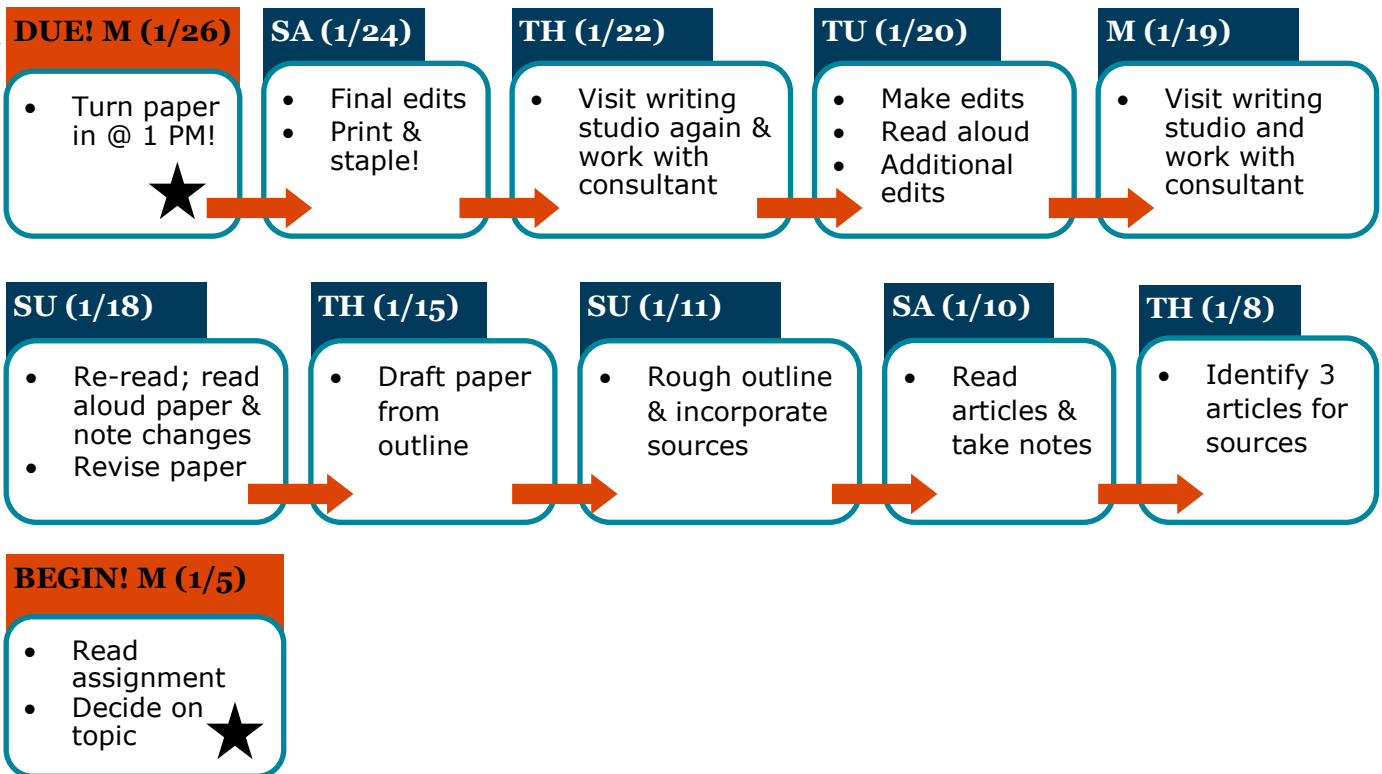 DUE! M (1/26)
• Turn paper
in @ 1 PM!
SA (1/24)
• Final edits
• Print &
staple!
TH (1/22)
• Visit writing
studio again &
work with
consultant
TU (1/20)
• Make edits
• Read aloud
• Additional
edits
M (1/19)
• Visit writing
studio and
work with
consultant
SU (1/18)
• Re-read; read
aloud paper &
note changes
• Revise paper
TH (1/15)
• Draft paper
from
outline
SU (1/11)
• Rough outline
& incorporate
sources
SA (1/10)
• Read
articles &
take notes
TH (1/8)
• Identify 3
articles for
sources
BEGIN! M (1/5)
• Read
assignment
• Decide on
topic